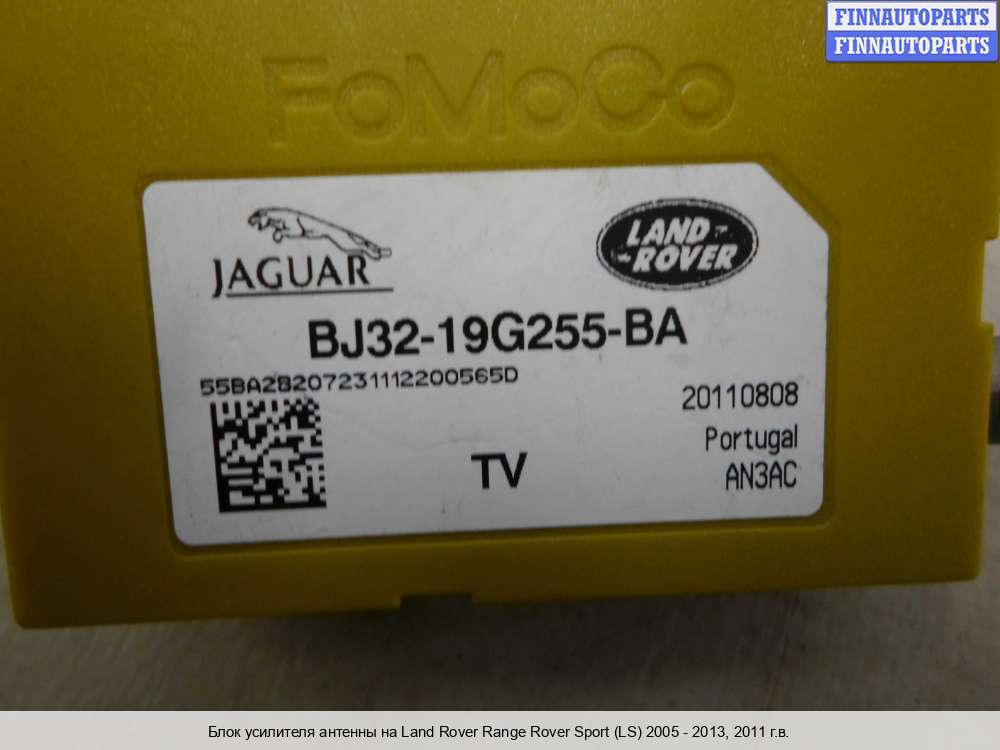 FINNAUTOPARTS
FINNAUTOPARTS
FoMoCo
JAGUAR
LAND
ROVER
BJ32-19G255-BA
55BA2B207231112200565D
20110808
Portugal
TV
AN3AC
Блок усилителя антенны на Land Rover Range Rover Sport (LS) 2005 - 2013, 2011 г.в.